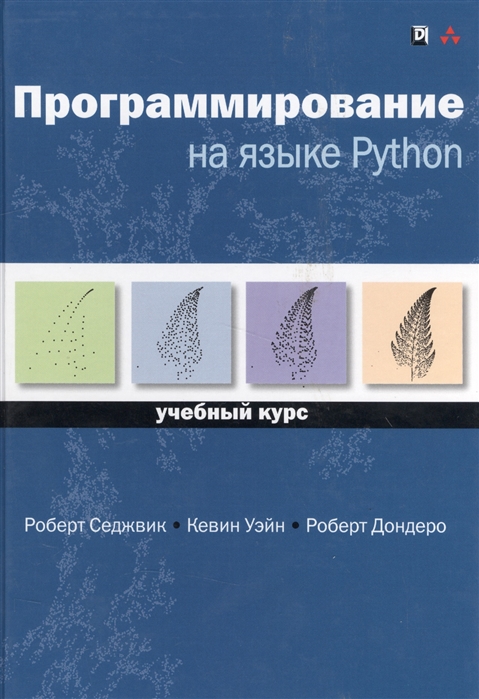 Программирование
на языке Python
учебный курс
Роберт Седжвик • Кевин Уэйн • Роберт Дондеро